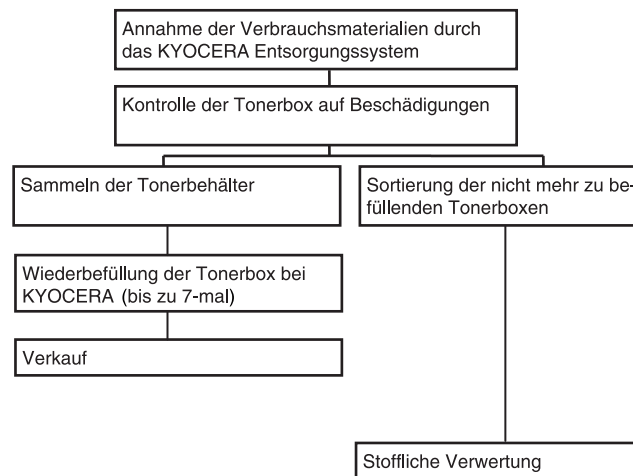 Annahme der Verbrauchsmaterialien durch
das KYOCERA Entsorgungssystem
Kontrolle der Tonerbox auf Beschädigungen
Sammeln der Tonerbehälter
Sortierung der nicht mehr zu be-
füllenden Tonerboxen
Wiederbefüllung der Tonerbox bei
KYOCERA (bis zu 7-mal)
Verkauf
Stoffliche Verwertung